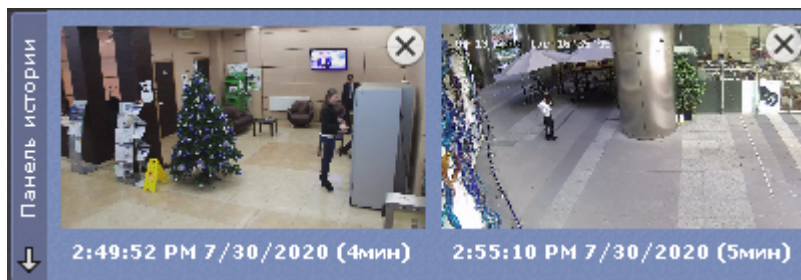 Панель истории
2:49:52 PM 7/30/2020 (4мин)
2:55:10 PM 7/30/2020 (5мин)